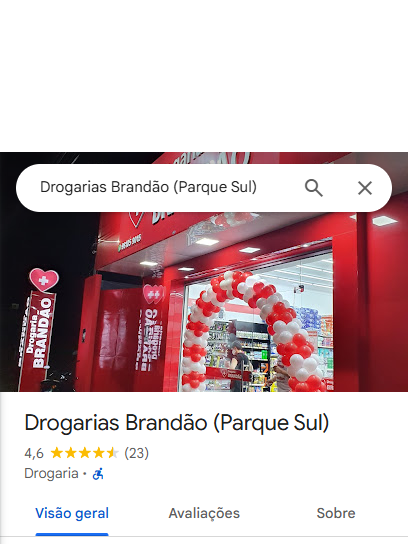 Drogarias Brandão (Parque Sul)
Drogaria
BRANDÃO
Drogarias Brandão (Parque Sul)
4,6 (23)
Drogaria ·
Visão geral
Avaliações
Sobre